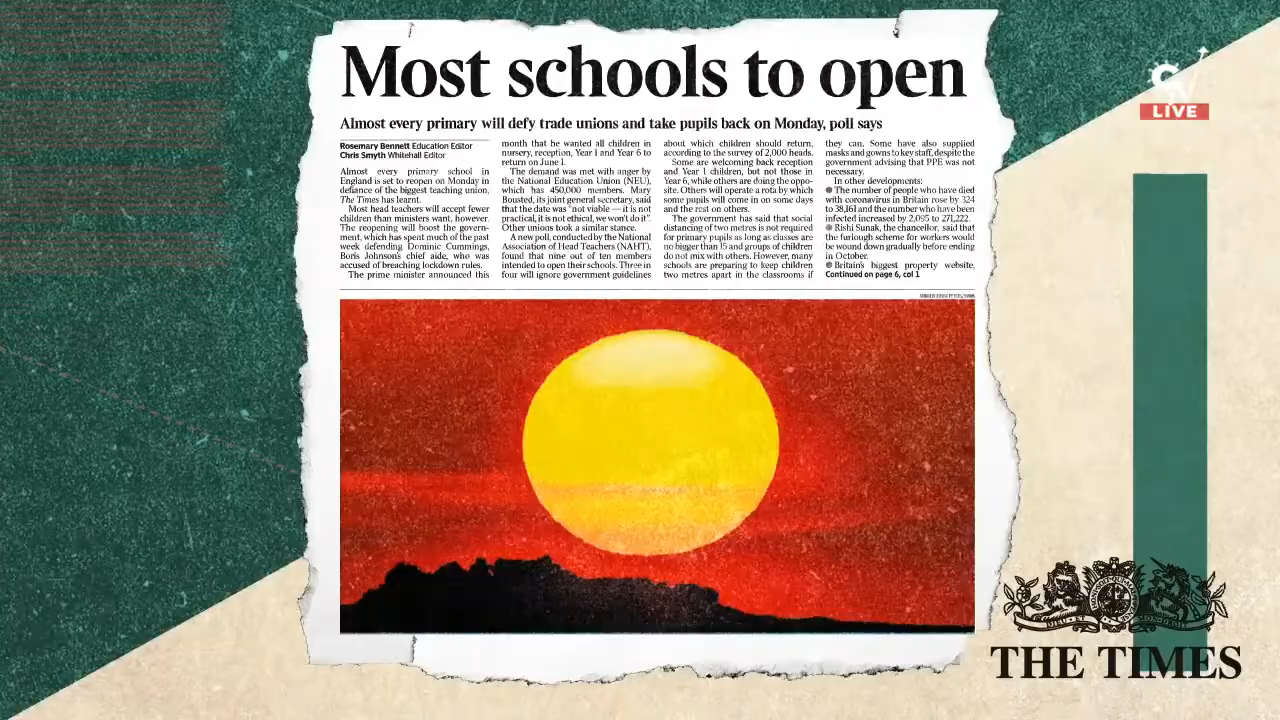 Most schools to open
Almost every primary will defy trade unions and take pupils back on Monday, poll says
Rosemary Bennett Education Editor
Chris Smyth Whitehall Editor
Almost every primary school in
England is set to reopen on Monday in
defiance of the biggest teaching union,
The Times has learnt.
Most head teachers will accept fewer
children than ministers want, however.
The reopening will boost the govern-
ment, which has spent much of the past
week defending Dominic Cummings,
Boris Johnson's chief aide, who was
accused of breaching lockdown rules.
The prime minister announced this
month that he wanted all children in
nursery, reception, Year 1 and Year 6 to
return on June 1.
The demand was met with anger by
the National Education Union (NEU),
which has 450,000 members. Mary
Bousted, its joint general secretary, said
that the date was "not viable — it is not
practical, it is not ethical, we won't do it".
Other unions took a similar stance.
A new poll, conducted by the National
Association of Head Teachers (NAHT),
found that nine out of ten members
intended to open their schools. Three in
four will ignore government guidelines
about which children should return,
according to the survey of 2,000 heads.
Some are welcoming back reception
and Year 1 children, but not those in
Year 6, while others are doing the oppo-
site. Others will operate a rota by which
some pupils will come in on some days
and the rest on others.
The government has said that social
distancing of two metres is not required
for primary pupils as long as classes are
no bigger than 15 and groups of children
do not mix with others. However, many
schools are preparing to keep children
two metres apart in the classrooms if
they can. Some have also supplied
masks and gowns to key staff, despite the
government advising that PPE was not
necessary.
In other developments:
● The number of people who have died
with coronavirus in Britain rose by 324
to 38,161 and the number who have been
infected increased by 2,095 to 271,222.
● Rishi Sunak, the chancellor, said that
the furlough scheme for workers would
be wound down gradually before ending
in October.
● Britain's biggest property website,
Continued on page 6, col 1
CV
LIVE
DIEU ET MON DROIT
THE TIMES